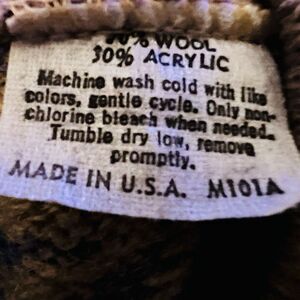 % WOOL
30% ACRYLIC
Machine wash cold with like
colors, gentle cycle. Only non-
chlorine bleach when needed.
Tumble dry low, remove
promptly.
MADE IN U.S.A. M101A